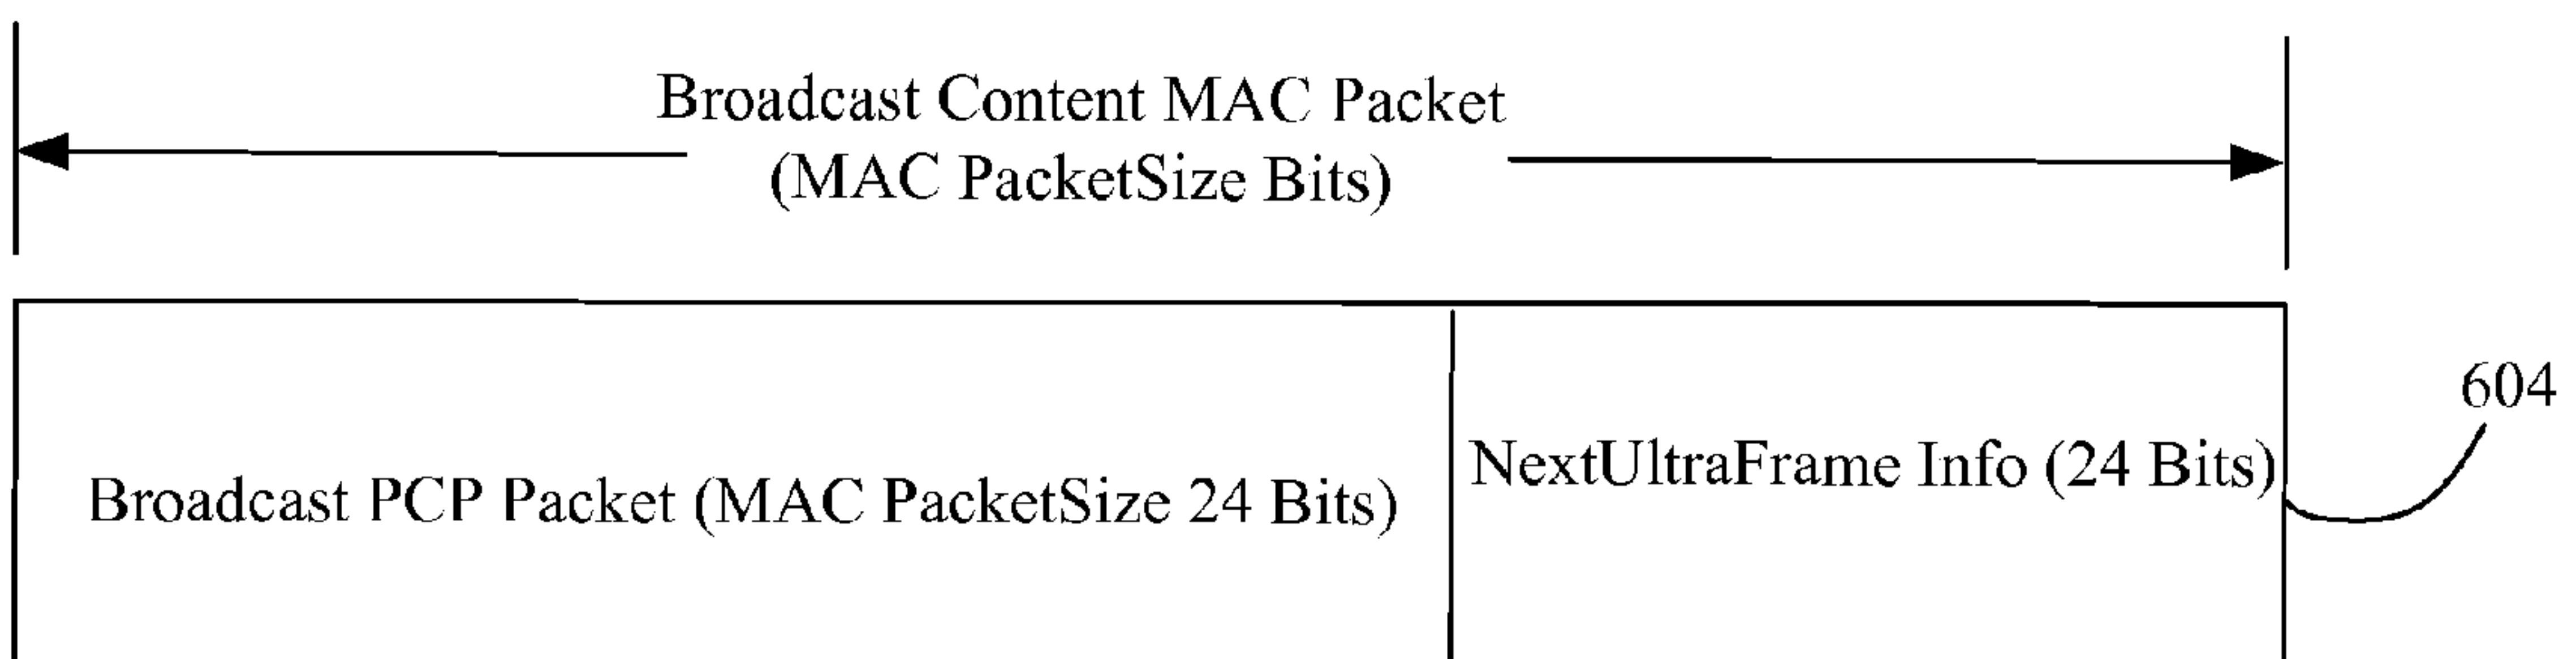 Broadcast Content MAC Packet
(MAC PacketSize Bits)
604
NextUltraFrame Info (24 Bits)
Broadcast PCP Packet (MAC PacketSize 24 Bits)